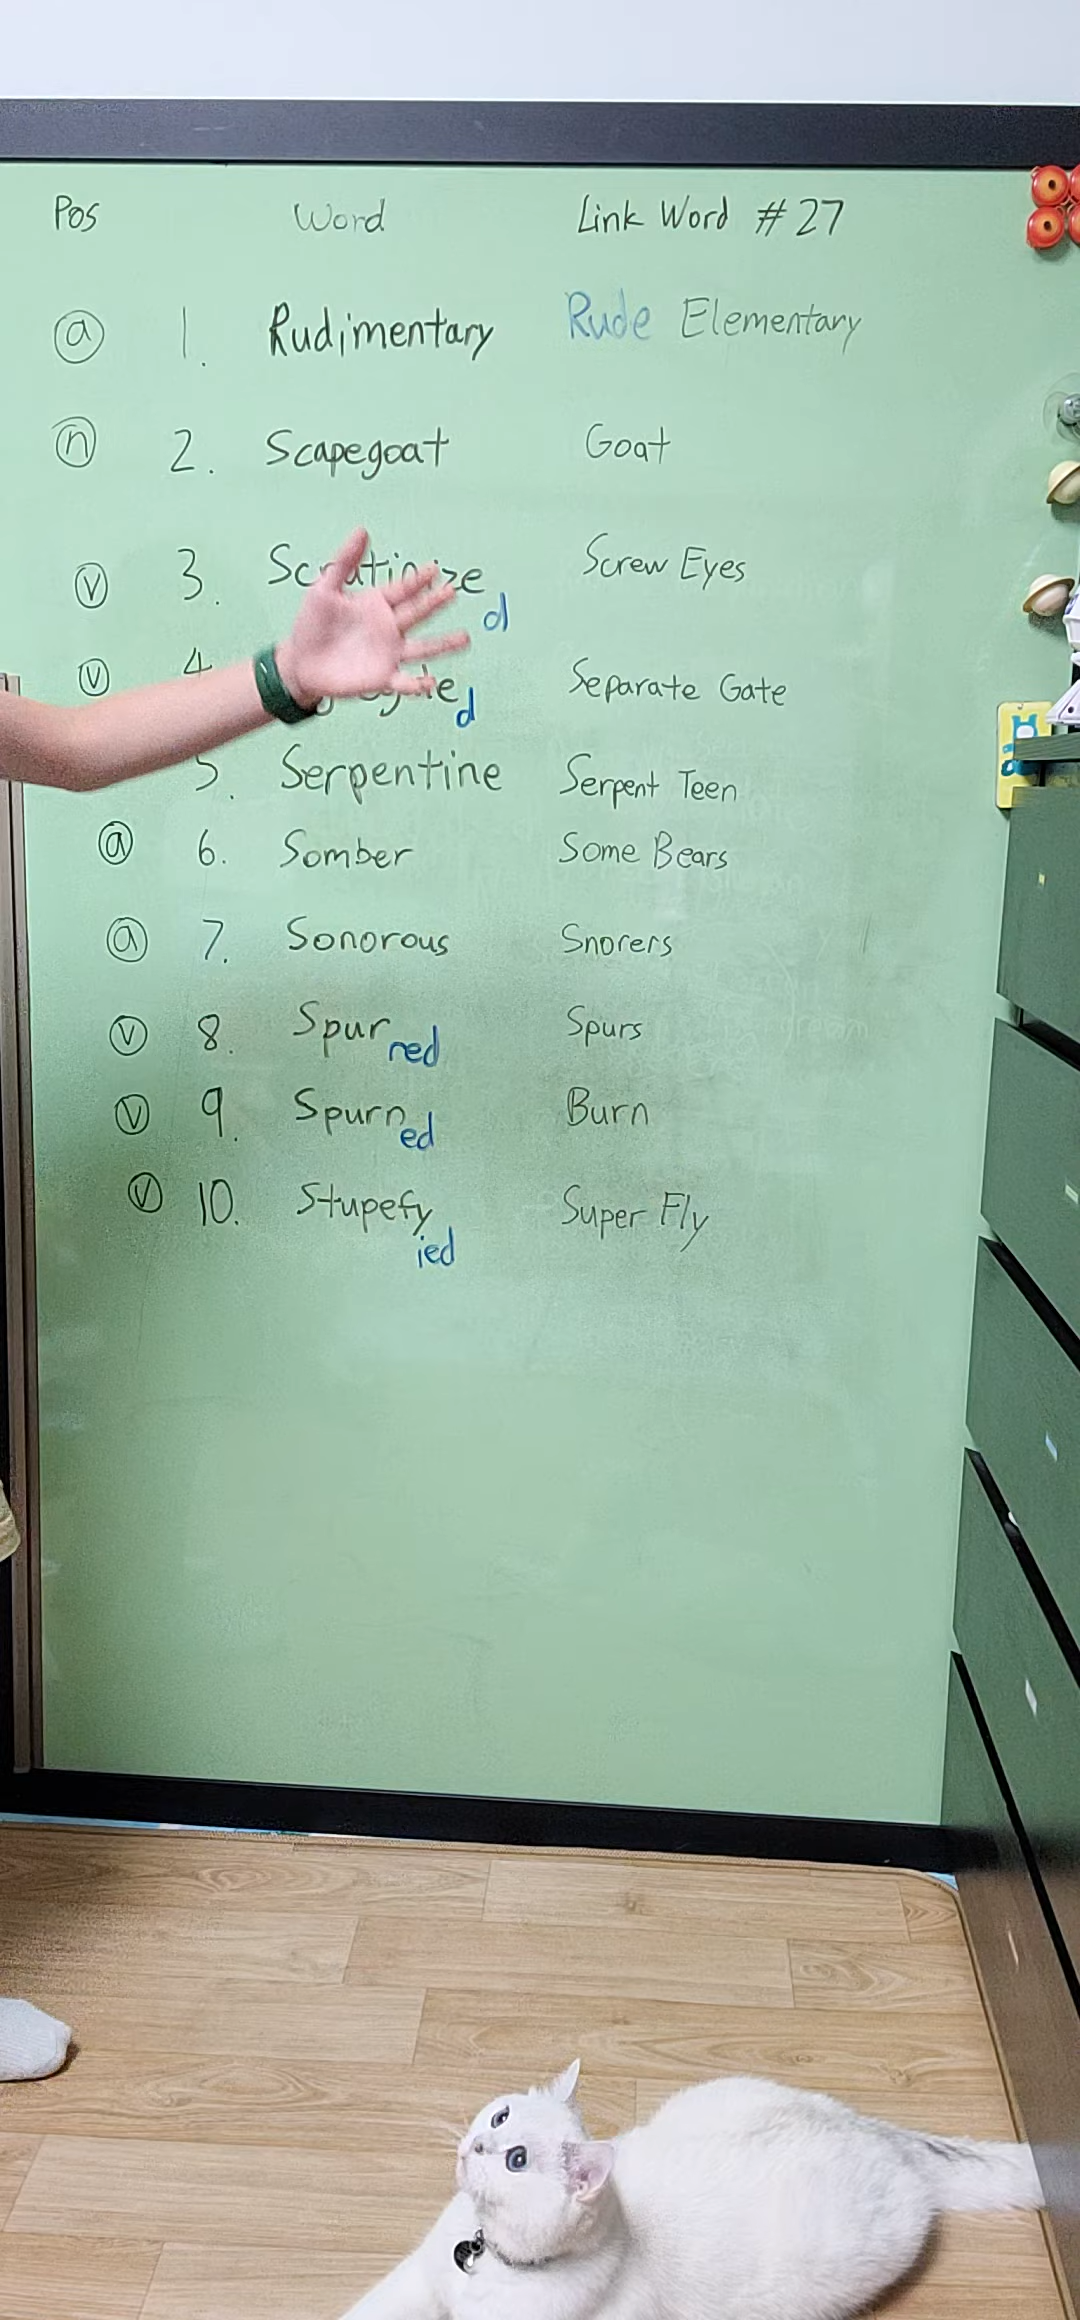 Pos Word Link Word #27
ⓐ 1. Rudimentary Rude Elementary
ⓝ 2. Scapegoat Goat
ⓥ 3. Scrutinize d Screw Eyes
ⓥ 4 d Separate Gate
5. Serpentine Serpent Teen
ⓐ 6. Somber Some Bears
ⓐ 7. Sonorous Snorers
ⓥ 8. Spur red Spurs
ⓥ 9. Spurn ed Burn
ⓥ 10. Stupefy ied Super Fly